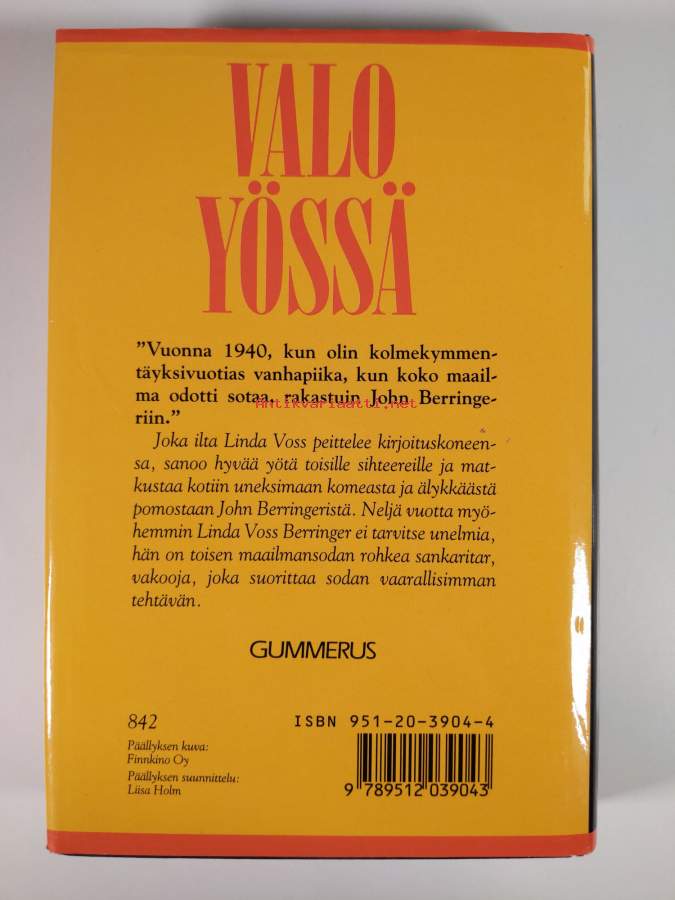 VALO
YÖSSÄ
”Vuonna 1940, kun olin kolmekymmen-
täyksivuotias vanhapiika, kun koko maail-
ma odotti sotaa, rakastuin John Berringe-
riin.”
Antikvariaatti.net
Joka ilta Linda Voss peittelee kirjoituskoneen-
sa, sanoo hyvää yötä toisille sihteereille ja mat-
kustaa kotiin uneksimaan komeasta ja älykkäästä
pomostaan John Berringeristä. Neljä vuotta myö-
hemmin Linda Voss Berringer ei tarvitse unelmia,
hän on toisen maailmansodan rohkea sankaritar,
vakooja, joka suorittaa sodan vaarallisimman
tehtävän.
GUMMERUS
842
Päällyksen kuva:
Finnkino Oy
Päällyksen suunnittelu:
Liisa Holm
ISBN 951-20-3904-4
9 789512 039043